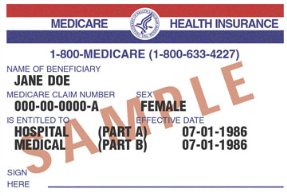 MEDICARE HEALTH INSURANCE
1-800-MEDICARE (1-800-633-4227)
NAME OF BENEFICIARY
JANE DOE
MEDICARE CLAIM NUMBER SEX
000-00-0000-A FEMALE
IS ENTITLED TO EFFECTIVE DATE
HOSPITAL (PART A) 07-01-1986
MEDICAL (PART B) 07-01-1986
SIGN
HERE
SAMPLE